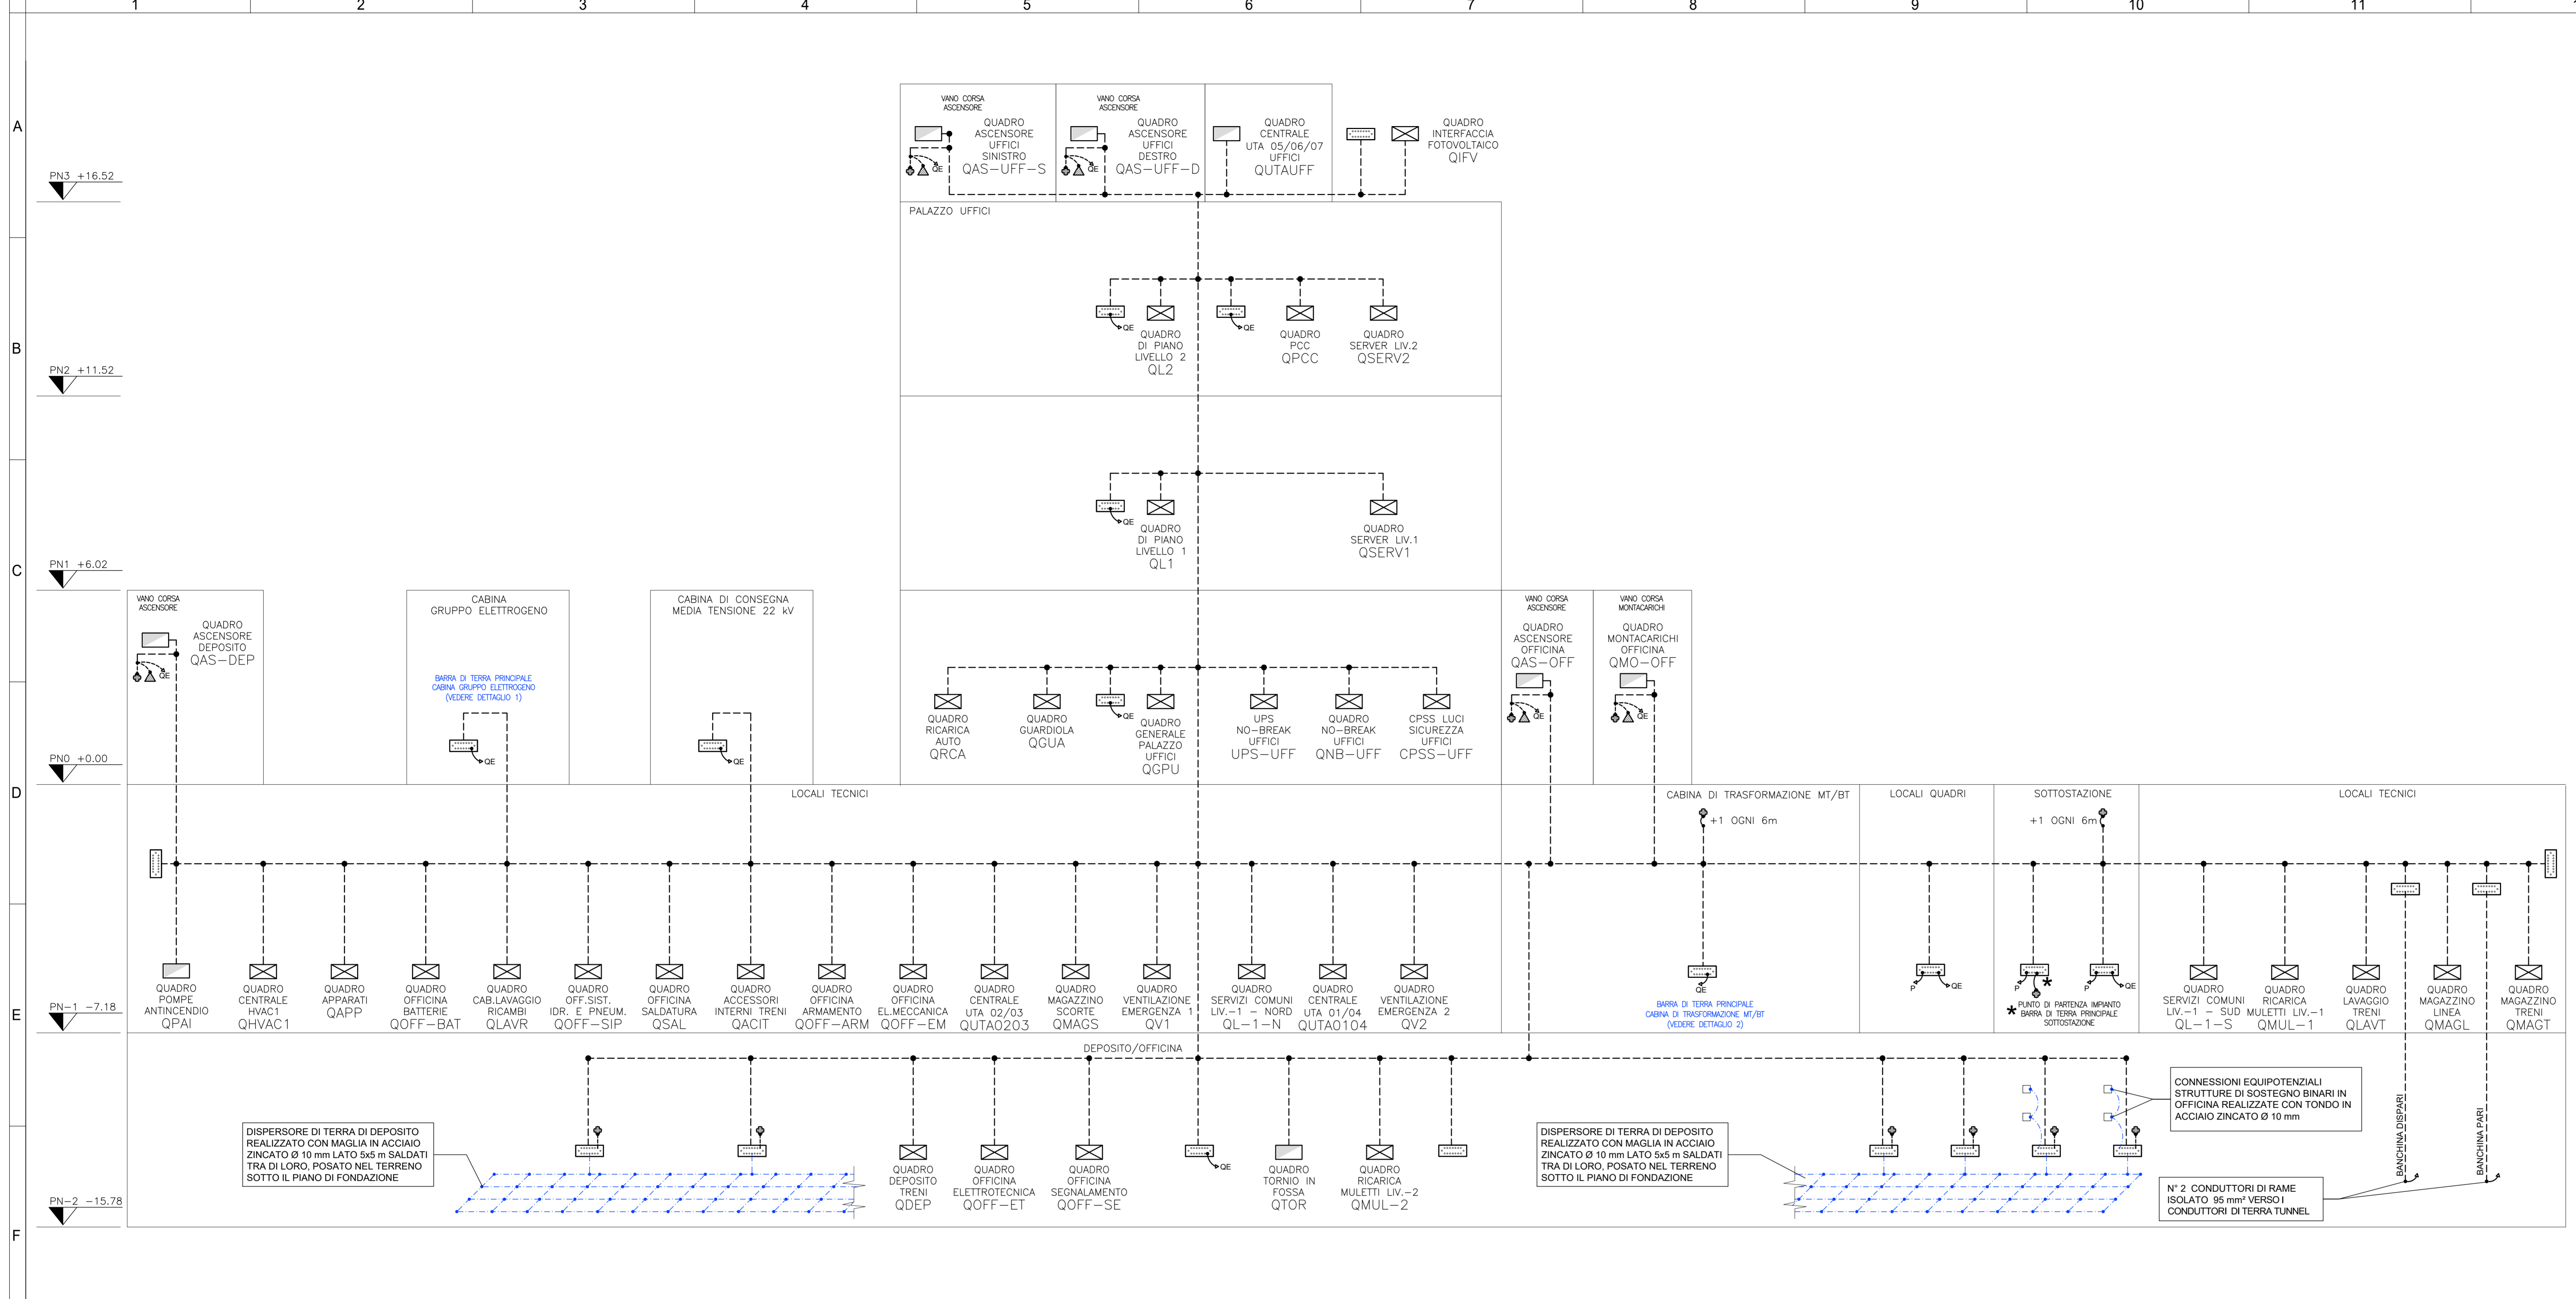 1
2
3
4
5
6
7
8
9
10
11
A
B
C
D
E
F
PN3 +16.52
PN2 +11.52
PN1 +6.02
PN0 +0.00
PN-1 -7.18
PN-2 -15.78
VANO CORSA
ASCENSORE
QUADRO
ASCENSORE
UFFICI
SINISTRO
QAS-UFF-S
QE
VANO CORSA
ASCENSORE
QUADRO
ASCENSORE
UFFICI
DESTRO
QAS-UFF-D
QE
QUADRO
CENTRALE
UTA 05/06/07
UFFICI
QUTAUFF
QUADRO
INTERFACCIA
FOTOVOLTAICO
QIFV
PALAZZO UFFICI
QE
QUADRO
DI PIANO
LIVELLO 2
QL2
QE
QUADRO
PCC
QPCC
QUADRO
SERVER LIV.2
QSERV2
QE
QUADRO
DI PIANO
LIVELLO 1
QL1
QUADRO
SERVER LIV.1
QSERV1
VANO CORSA
ASCENSORE
QUADRO
ASCENSORE
DEPOSITO
QAS-DEP
QE
CABINA
GRUPPO ELETTROGENO
BARRA DI TERRA PRINCIPALE
CABINA GRUPPO ELETTROGENO
(VEDERE DETTAGLIO 1)
QE
CABINA DI CONSEGNA
MEDIA TENSIONE 22 kV
QE
QUADRO
RICARICA
AUTO
QRCA
QUADRO
GUARDIOLA
QGUA
QE
QUADRO
GENERALE
PALAZZO
UFFICI
QGPU
UPS
NO-BREAK
UFFICI
UPS-UFF
QUADRO
NO-BREAK
UFFICI
QNB-UFF
CPSS LUCI
SICUREZZA
UFFICI
CPSS-UFF
VANO CORSA
ASCENSORE
QUADRO
ASCENSORE
OFFICINA
QAS-OFF
QE
VANO CORSA
MONTACARICHI
QUADRO
MONTACARICHI
OFFICINA
QMO-OFF
QE
LOCALI TECNICI
CABINA DI TRASFORMAZIONE MT/BT
+1 OGNI 6m
LOCALI QUADRI
SOTTOSTAZIONE
+1 OGNI 6m
LOCALI TECNICI
QUADRO
POMPE
ANTINCENDIO
QPAI
QUADRO
CENTRALE
HVAC1
QHVAC1
QUADRO
APPARATI
QAPP
QUADRO
OFFICINA
BATTERIE
QOFF-BAT
QUADRO
CAB.LAVAGGIO
RICAMBI
QLAVR
QUADRO
OFF.SIST.
IDR. E PNEUM.
QOFF-SIP
QUADRO
OFFICINA
SALDATURA
QSAL
QUADRO
ACCESSORI
INTERNI TRENI
QACIT
QUADRO
OFFICINA
ARMAMENTO
QOFF-ARM
QUADRO
OFFICINA
EL.MECCANICA
QOFF-EM
QUADRO
CENTRALE
UTA 02/03
QUTA0203
QUADRO
MAGAZZINO
SCORTE
QMAGS
QUADRO
VENTILAZIONE
EMERGENZA 1
QV1
QUADRO
SERVIZI COMUNI
LIV.-1 - NORD
QL-1-N
QUADRO
CENTRALE
UTA 01/04
QUTA0104
QUADRO
VENTILAZIONE
EMERGENZA 2
QV2
QE
BARRA DI TERRA PRINCIPALE
CABINA DI TRASFORMAZIONE MT/BT
(VEDERE DETTAGLIO 2)
P
QE
P
*
* PUNTO DI PARTENZA IMPIANTO
BARRA DI TERRA PRINCIPALE
SOTTOSTAZIONE
P
QE
QUADRO
SERVIZI COMUNI
LIV.-1 - SUD
QL-1-S
QUADRO
RICARICA
MULETTI LIV.-1
QMUL-1
QUADRO
LAVAGGIO
TRENI
QLAVT
QUADRO
MAGAZZINO
LINEA
QMAGL
QUADRO
MAGAZZINO
TRENI
QMAGT
DEPOSITO/OFFICINA
DISPERSORE DI TERRA DI DEPOSITO
REALIZZATO CON MAGLIA IN ACCIAIO
ZINCATO Ø 10 mm LATO 5x5 m SALDATI
TRA DI LORO, POSATO NEL TERRENO
SOTTO IL PIANO DI FONDAZIONE
QUADRO
DEPOSITO
TRENI
QDEP
QUADRO
OFFICINA
ELETTROTECNICA
QOFF-ET
QUADRO
OFFICINA
SEGNALAMENTO
QOFF-SE
QE
QUADRO
TORNIO IN
FOSSA
QTOR
QUADRO
RICARICA
MULETTI LIV.-2
QMUL-2
DISPERSORE DI TERRA DI DEPOSITO
REALIZZATO CON MAGLIA IN ACCIAIO
ZINCATO Ø 10 mm LATO 5x5 m SALDATI
TRA DI LORO, POSATO NEL TERRENO
SOTTO IL PIANO DI FONDAZIONE
CONNESSIONI EQUIPOTENZIALI
STRUTTURE DI SOSTEGNO BINARI IN
OFFICINA REALIZZATE CON TONDO IN
ACCIAIO ZINCATO Ø 10 mm
BANCHINA DISPARI
BANCHINA PARI
N° 2 CONDUTTORI DI RAME
ISOLATO 95 mm² VERSO I
CONDUTTORI DI TERRA TUNNEL